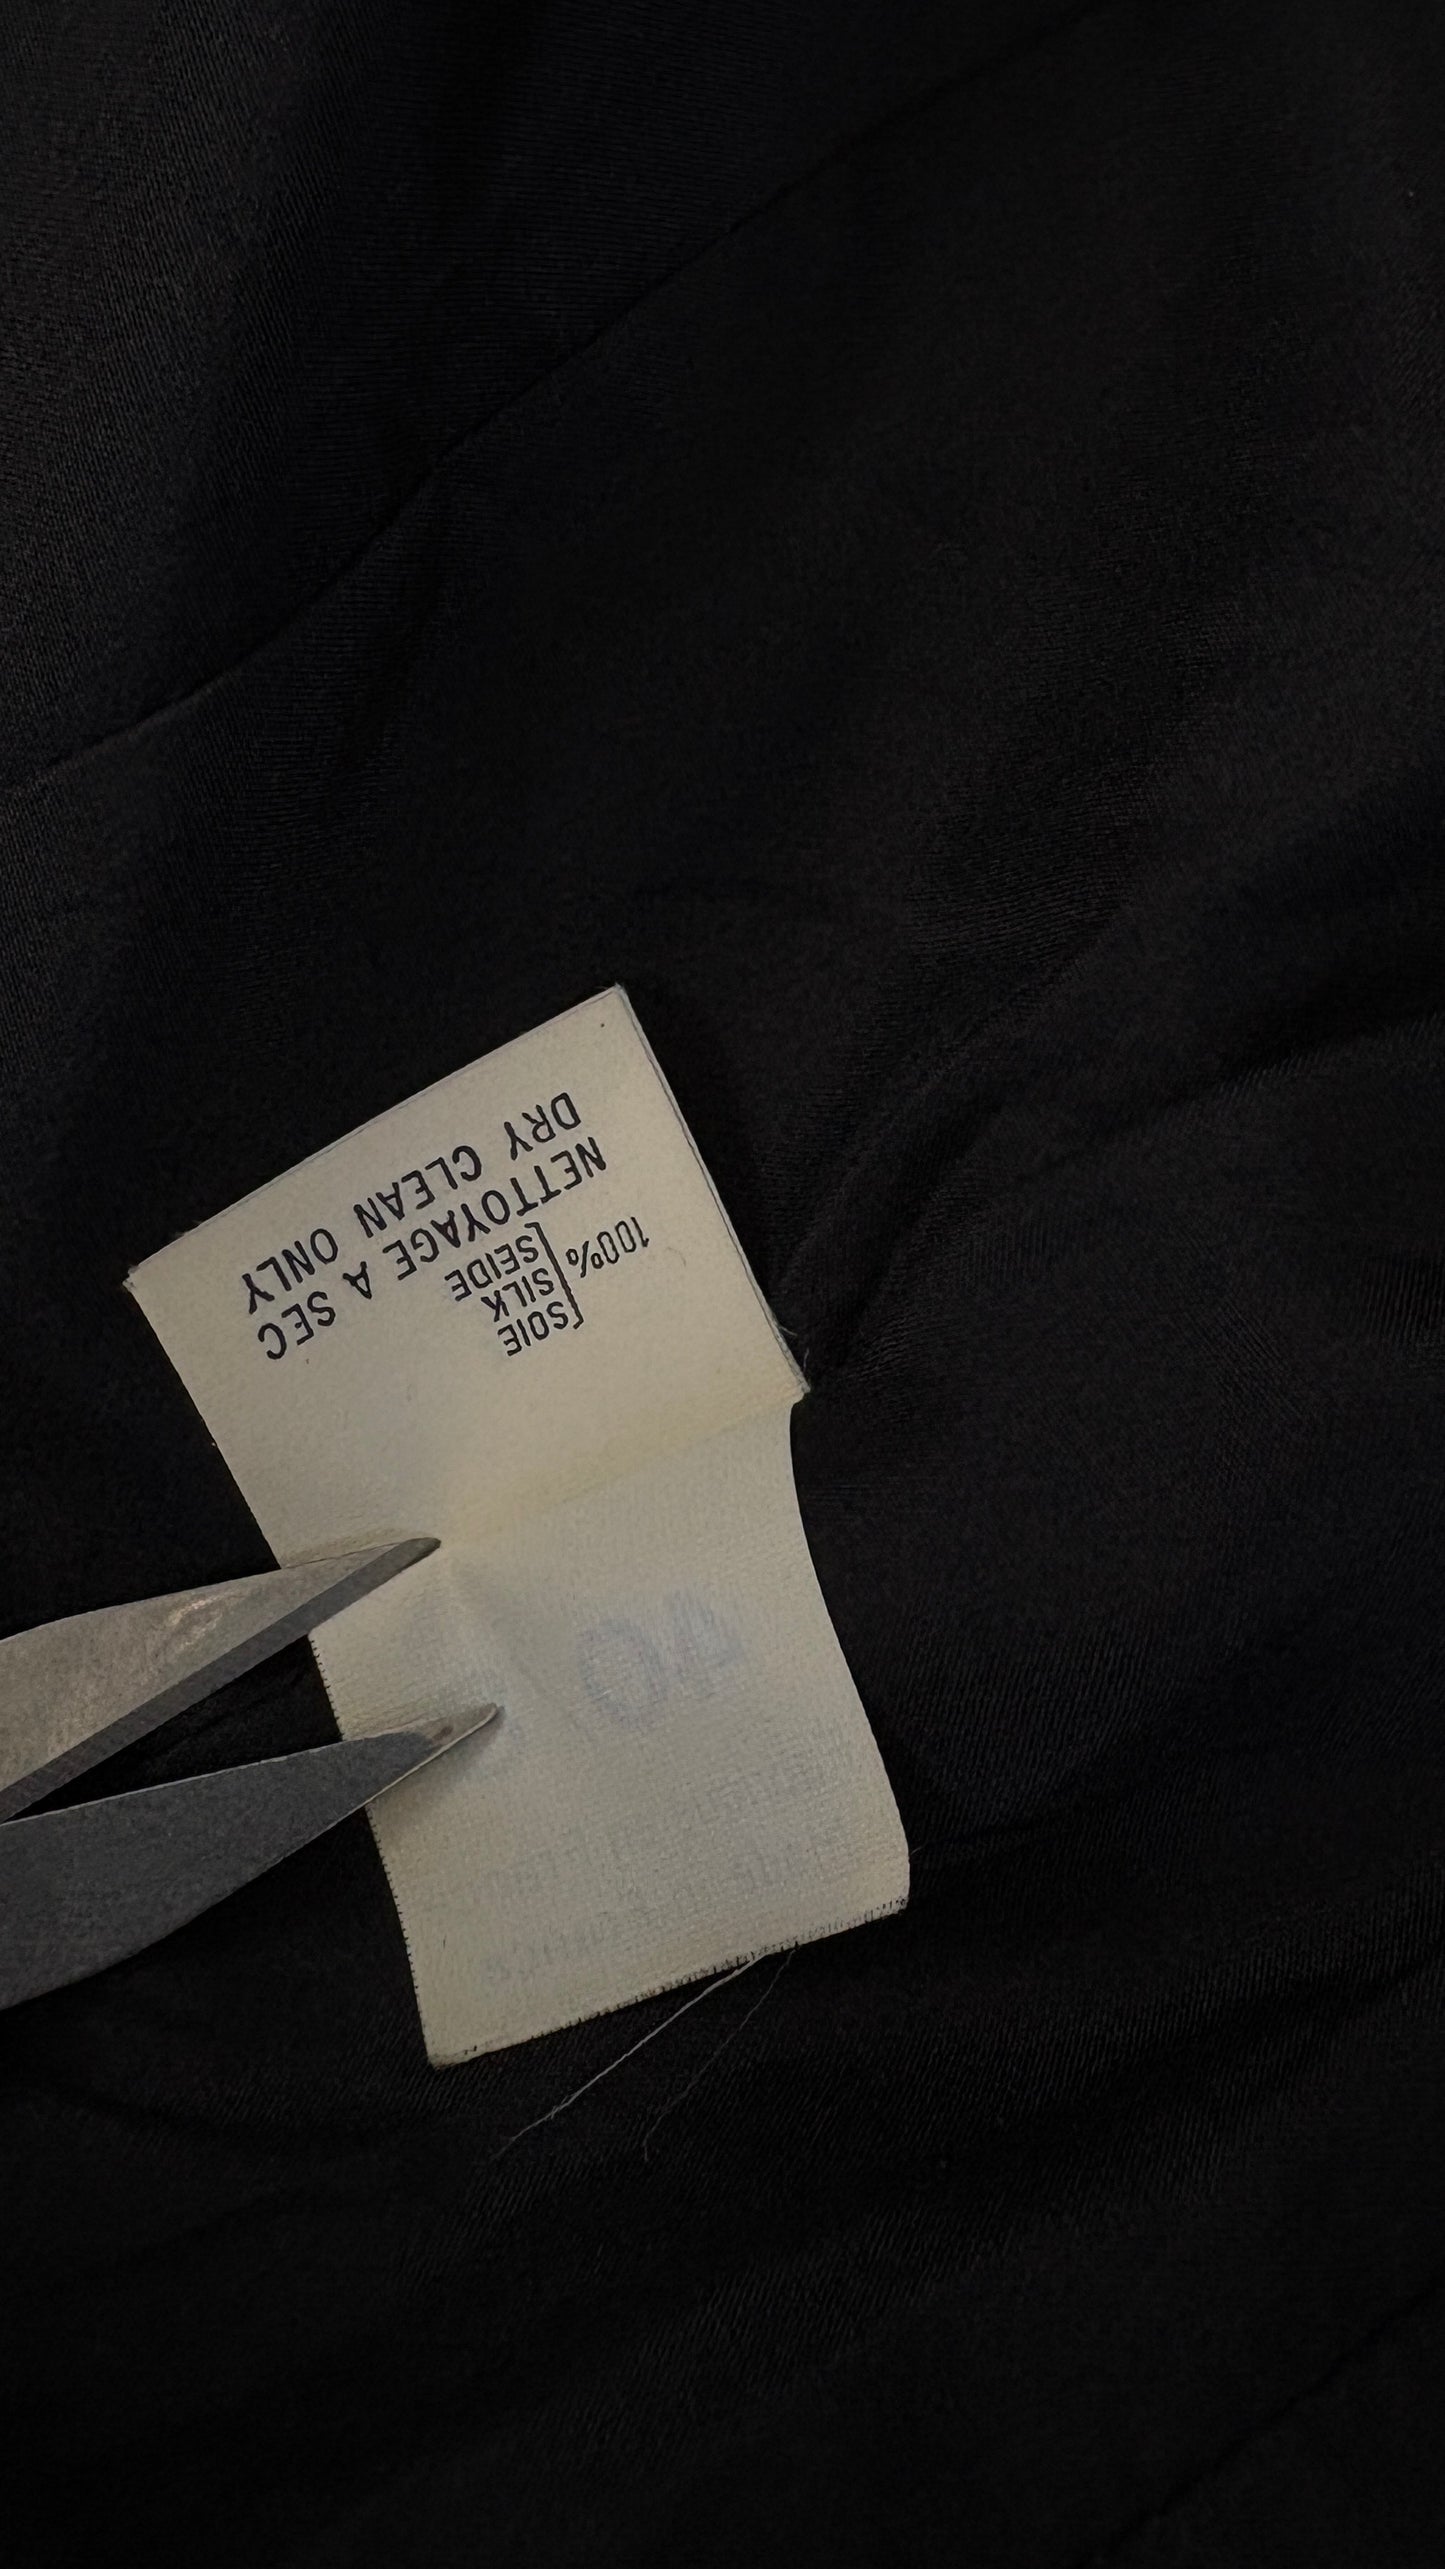 SOIE
100% SILK
SEIDE
NETTOYAGE A SEC
DRY CLEAN ONLY